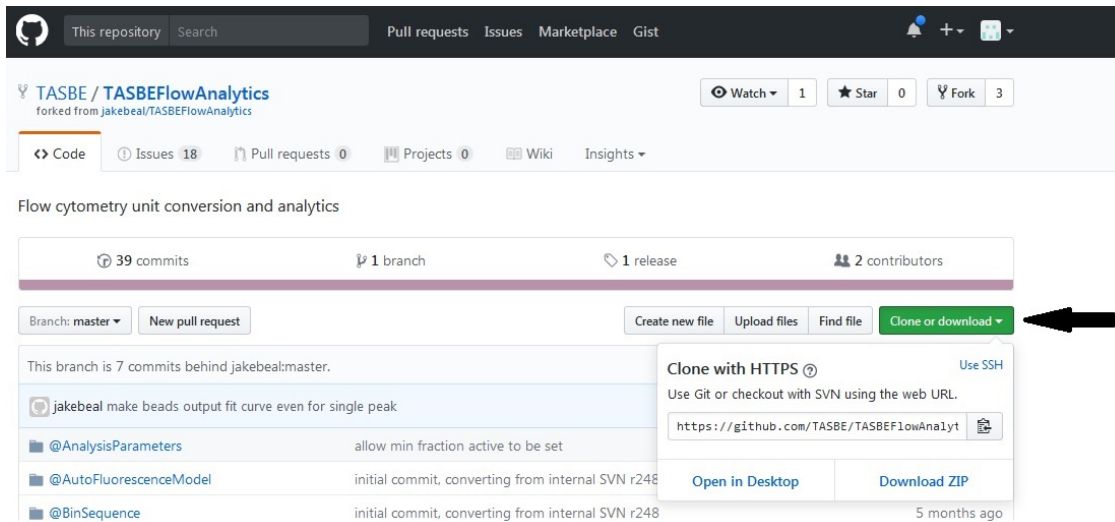 This repository Search Pull requests Issues Marketplace Gist
TASBE / TASBEFlowAnalytics Watch 1 Star 0 Fork 3
forked from jakebeal/TASBEFlowAnalytics
Code Issues 18 Pull requests 0 Projects 0 Wiki Insights
Flow cytometry unit conversion and analytics
39 commits 1 branch 1 release 2 contributors
Branch: master New pull request Create new file Upload files Find file Clone or download
This branch is 7 commits behind jakebeal:master.
jakebeal make beads output fit curve even for single peak
@AnalysisParameters allow min fraction active to be set
@AutoFluorescenceModel initial commit, converting from internal SVN r248
@BinSequence initial commit, converting from internal SVN r248 5 months ago
Clone with HTTPS Use SSH
Use Git or checkout with SVN using the web URL.
https://github.com/TASBE/TASBEFlowAnalyt
Open in Desktop Download ZIP